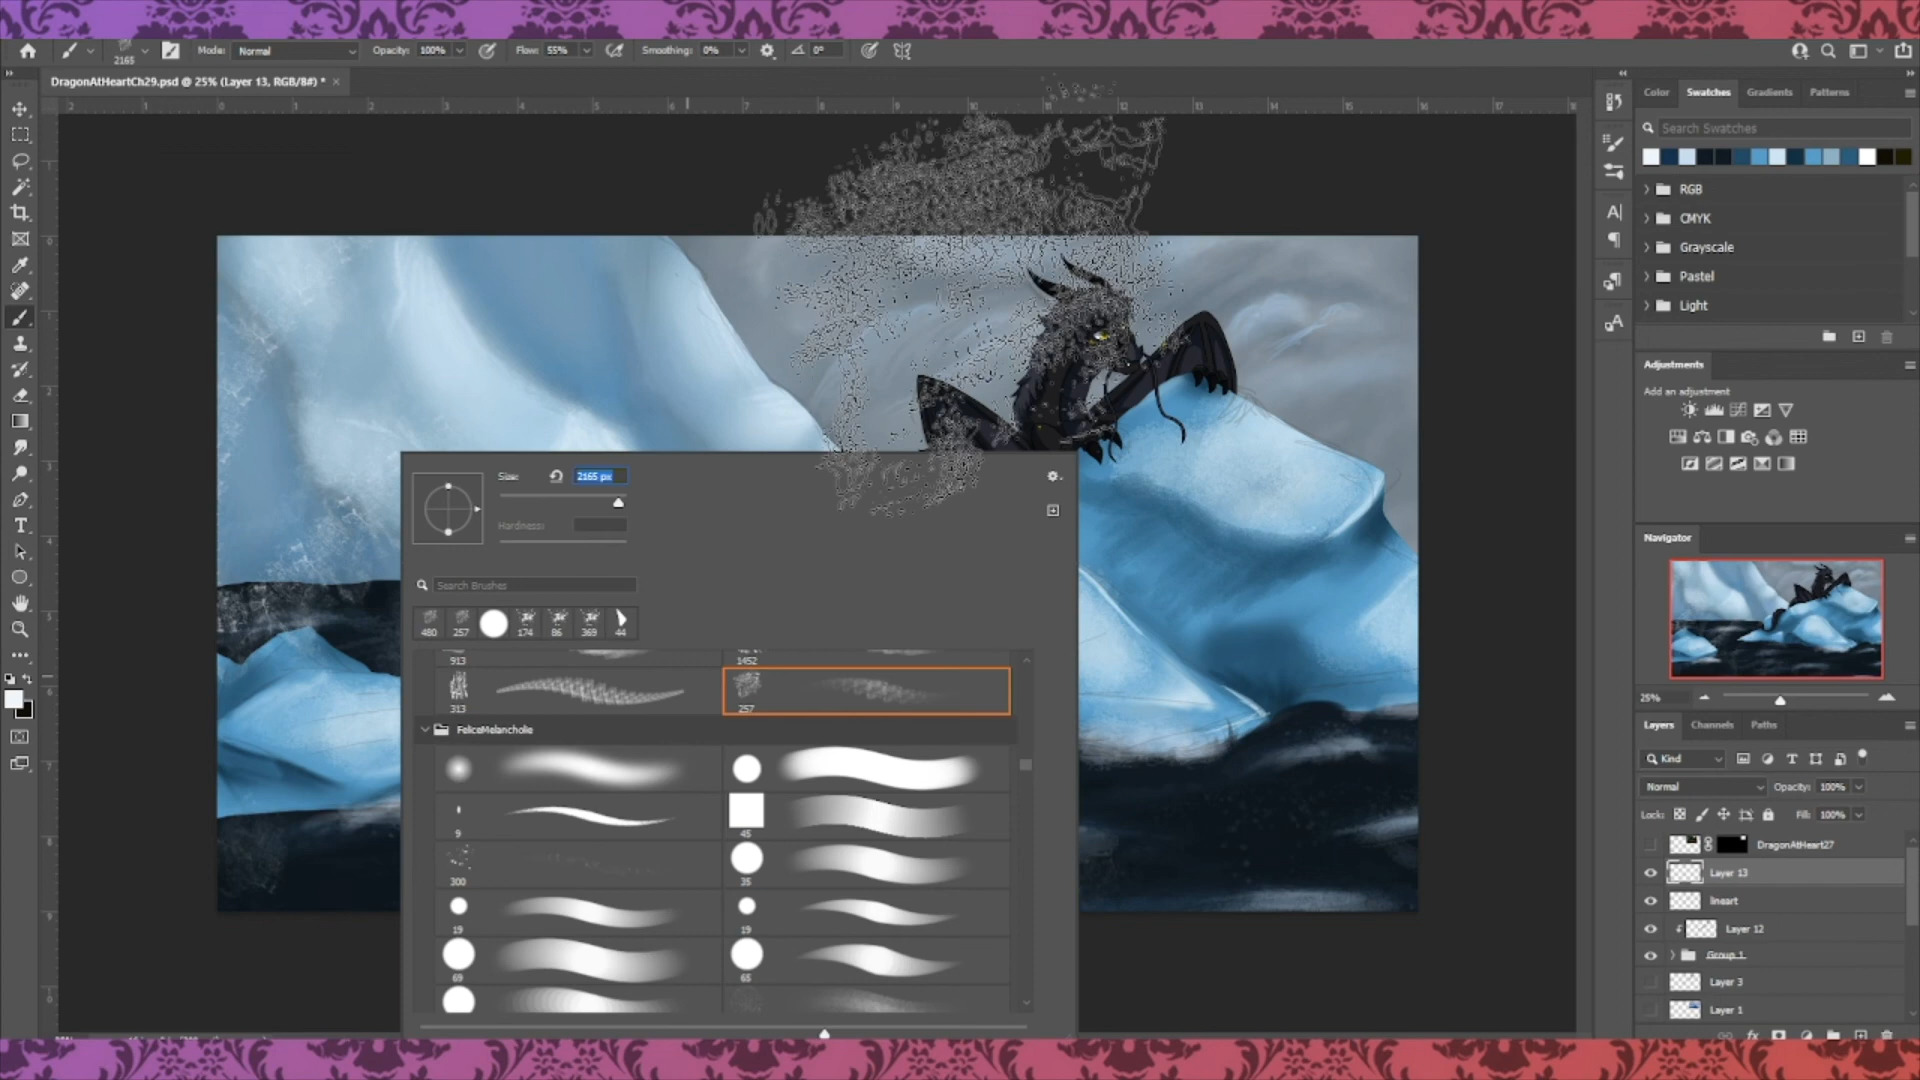 2165
Mode: Normal
Opacity: 100%
Flow: 55%
Smoothing: 0%
0°
DragonAtHeartCh29.psd @ 25% (Layer 13, RGB/8#) *
Color Swatches Gradients Patterns
Search Swatches
RGB
CMYK
Grayscale
Pastel
Light
Adjustments
Add an adjustment
Navigator
25%
Layers Channels Paths
Kind
Normal Opacity: 100%
Lock: Fill: 100%
DragonAtHeart27
Layer 13
lineart
Layer 12
Group 1
Layer 3
Layer 1
Size: 2165 px
Hardness:
Search Brushes
480 257 174 86 369 44
913 1452
313 257
FeliceMelancholie
9 45
300 35
19 19
69 65